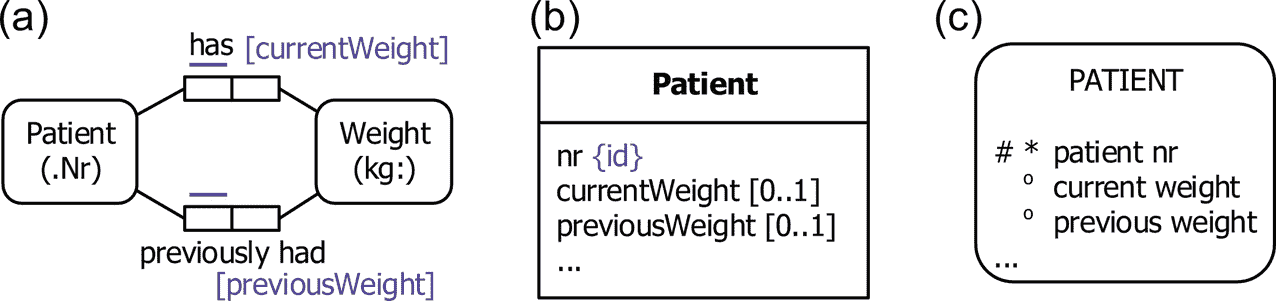 (a)
has [currentWeight]
Patient
(.Nr)
Weight
(kg:)
previously had
[previousWeight]
(b)
Patient
nr {id}
currentWeight [0..1]
previousWeight [0..1]
...
(c)
PATIENT
# * patient nr
o current weight
o previous weight
...